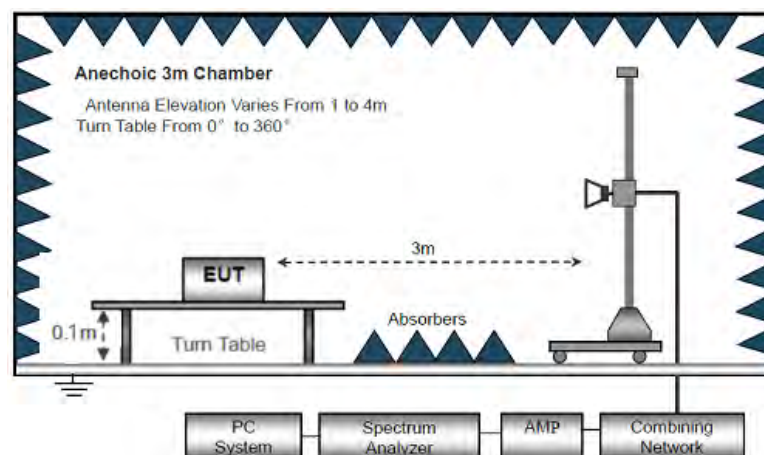 Anechoic 3m Chamber
Antenna Elevation Varies From 1 to 4m
Turn Table From 0° to 360°
3m
EUT
0.1m
Turn Table
Absorbers
PC
System
Spectrum
Analyzer
AMP
Combining
Network